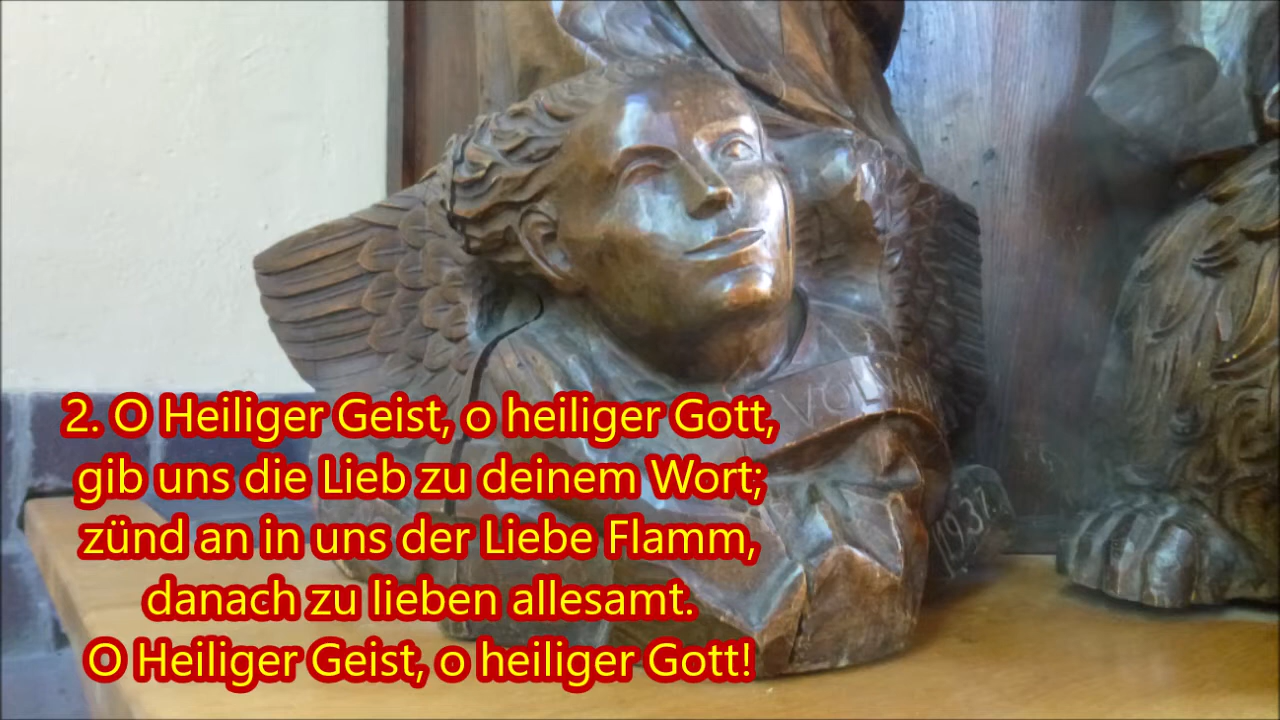 2. O Heiliger Geist, o heiliger Gott,
gib uns die Lieb zu deinem Wort;
zünd an in uns der Liebe Flamm,
danach zu lieben allesamt.
O Heiliger Geist, o heiliger Gott!
1937